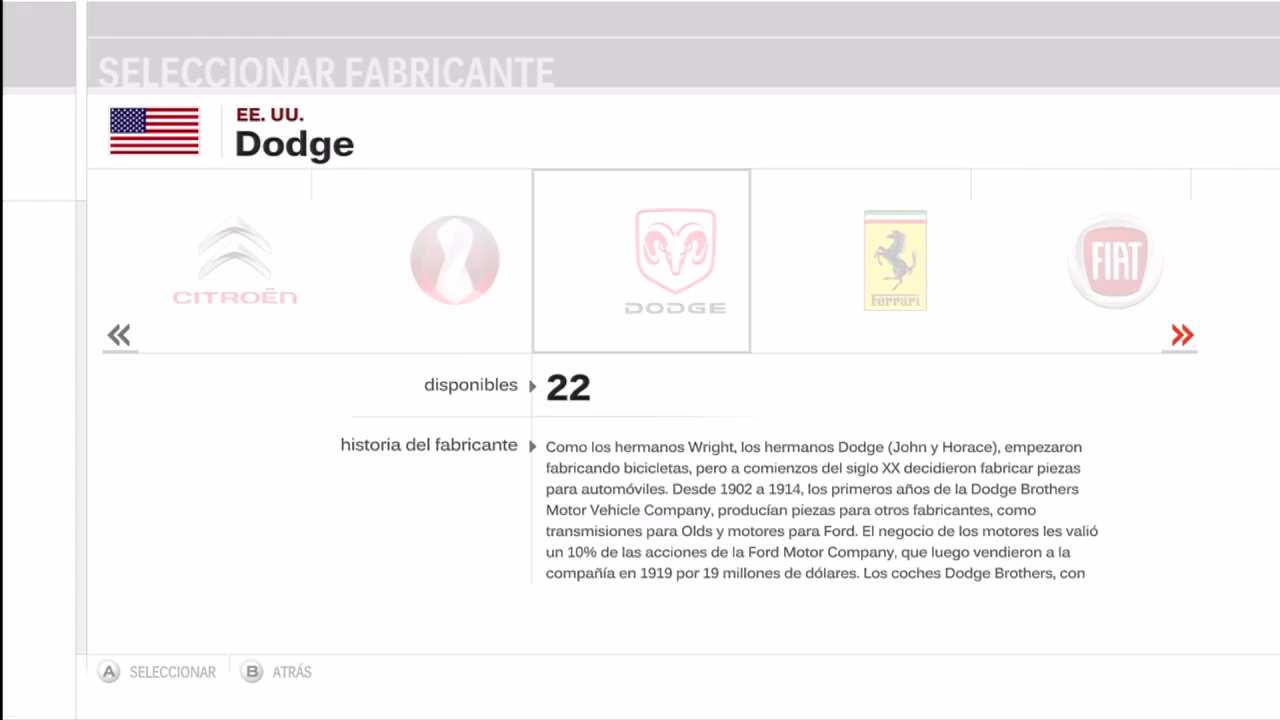 SELECCIONAR FABRICANTE
EE. UU.
Dodge
CITROËN
DODGE
Ferrari
FIAT
disponibles
22
historia del fabricante
Como los hermanos Wright, los hermanos Dodge (John y Horace), empezaron
fabricando bicicletas, pero a comienzos del siglo XX decidieron fabricar piezas
para automóviles. Desde 1902 a 1914, los primeros años de la Dodge Brothers
Motor Vehicle Company, producían piezas para otros fabricantes, como
transmisiones para Olds y motores para Ford. El negocio de los motores les valió
un 10% de las acciones de la Ford Motor Company, que luego vendieron a la
compañía en 1919 por 19 millones de dólares. Los coches Dodge Brothers, con
A SELECCIONAR B ATRÁS